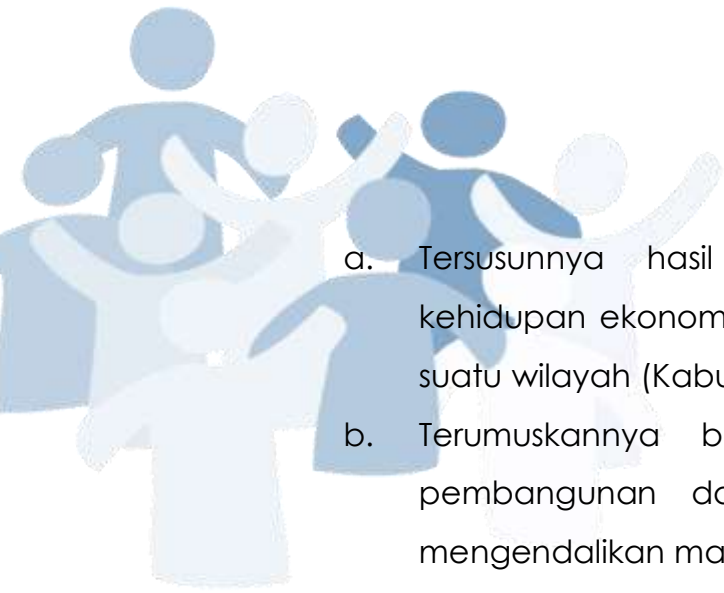 a. Tersusunnya hasil
kehidupan ekonom
suatu wilayah (Kabu
b. Terumuskannya b
pembangunan da
mengendalikan ma